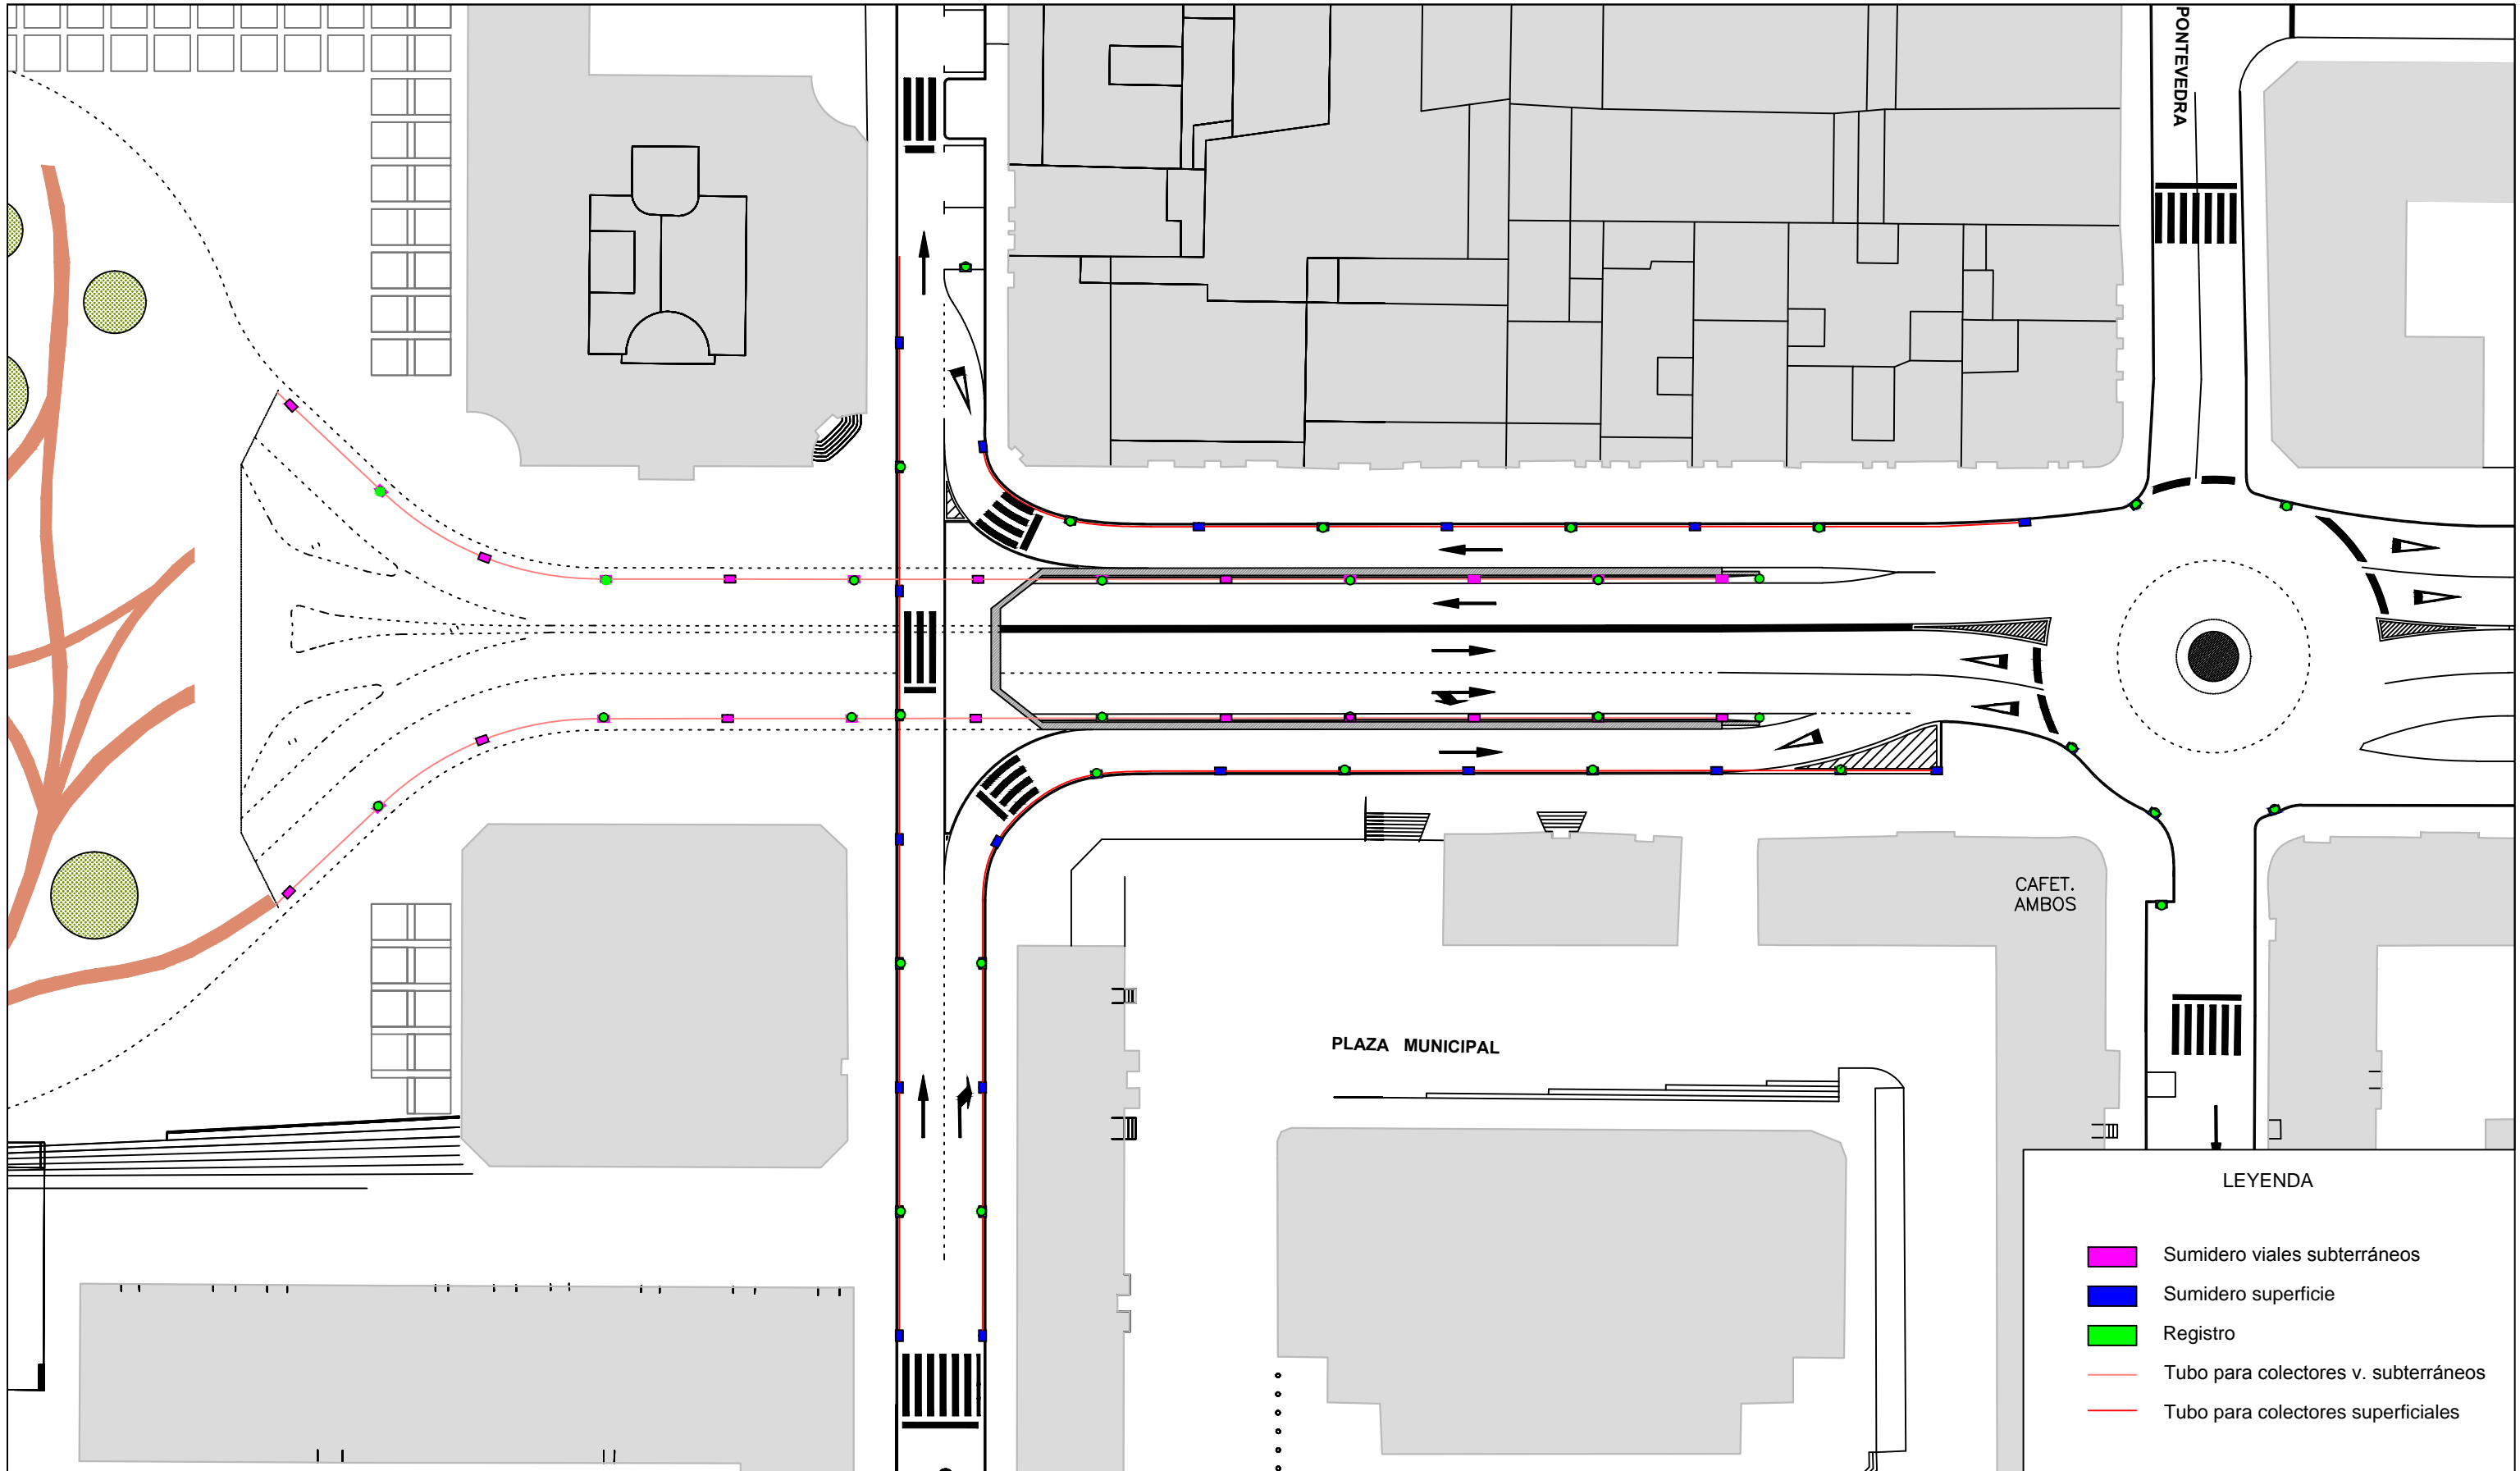 PONTEVEDRA
CAFET.
AMBOS
PLAZA MUNICIPAL
LEYENDA
Sumidero viales subterráneos
Sumidero superficie
Registro
Tubo para colectores v. subterráneos
Tubo para colectores superficiales